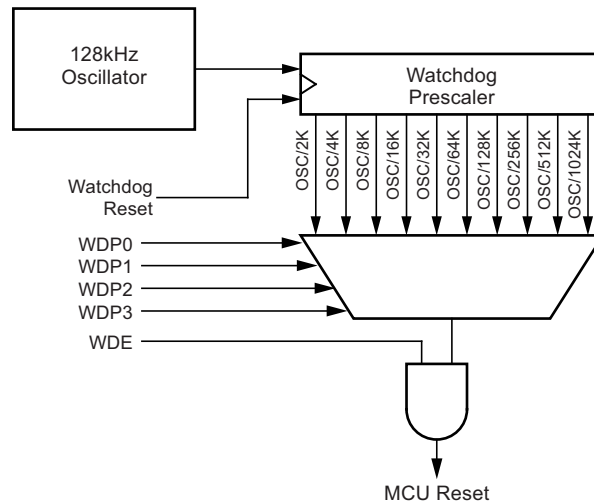 128kHz
Oscillator
Watchdog
Prescaler
OSC/2K
OSC/4K
OSC/8K
OSC/16K
OSC/32K
OSC/64K
OSC/128K
OSC/256K
OSC/512K
OSC/1024K
Watchdog
Reset
WDP0
WDP1
WDP2
WDP3
WDE
MCU Reset